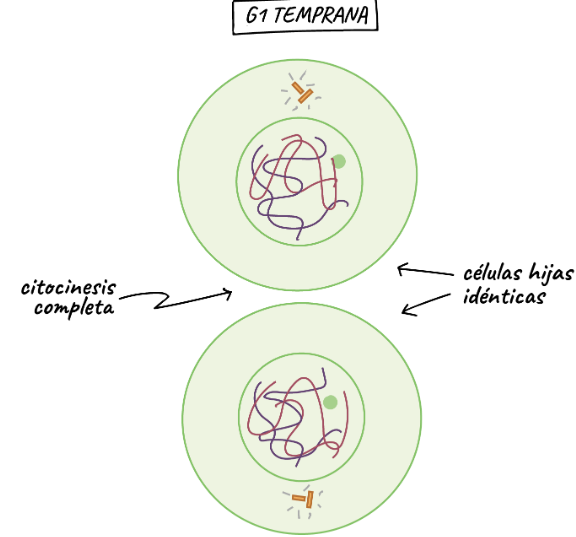 G1 TEMPRANA
citocinesis
completa
células hijas
idénticas